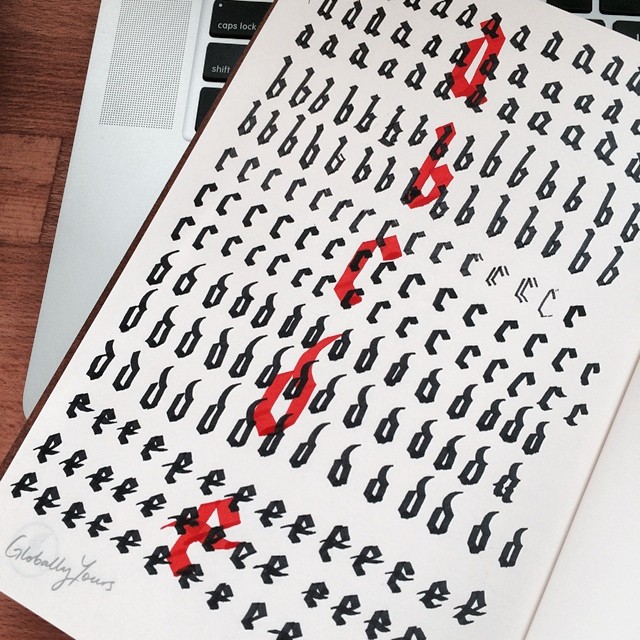 caps lock
shift
a a a a a a a a a a a a a
a a a a a a a a a a a a a
b b b b b b b b b b b b b b b
b b b b b b b b b b b b b b b b
c c c c c c c c c c c c c c c
c c c c c c c c c c c c c c c c
c c c c c c c c c c c c c c c c
d d d d d d d d d d d d d d d
d d d d d d d d d d d d d d a
d d d d d d d d d d d d d
e e e e e e e e e e e e e e e e
e e e e e e e e e e e e e e e
e e e e e e e e e e e
a
b
c
d
e
Globally Yours